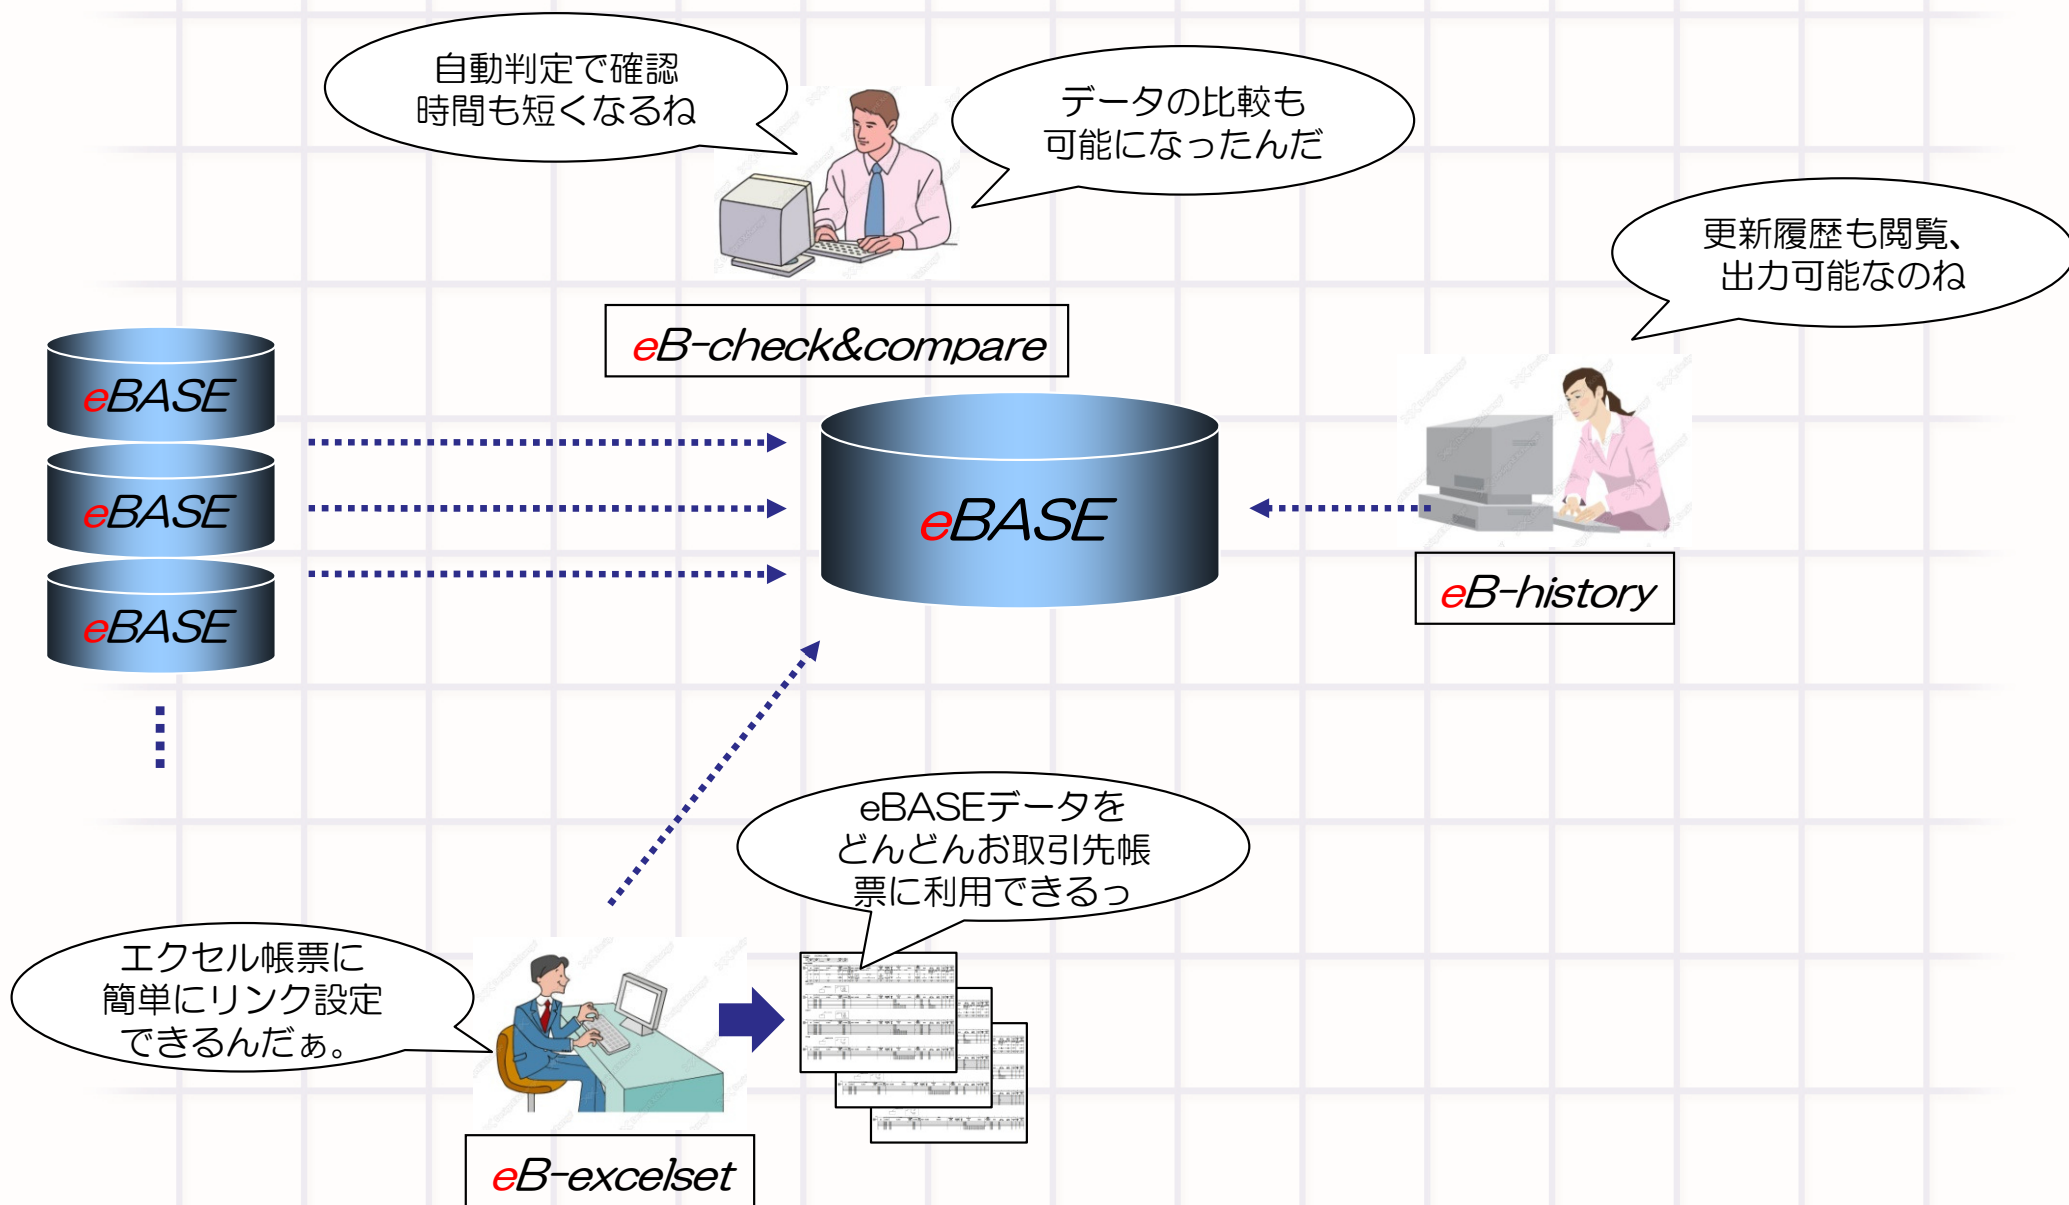 自動判定で確認
時間も短くなるね
データの比較も
可能になったんだ
更新履歴も閲覧、
出力可能なのね
eB-check&compare
eBASE
eBASE
eBASE
eBASE
eB-history
eBASEデータを
どんどんお取引先帳
票に利用できるっ
エクセル帳票に
簡単にリンク設定
できるんだぁ。
eB-excelset